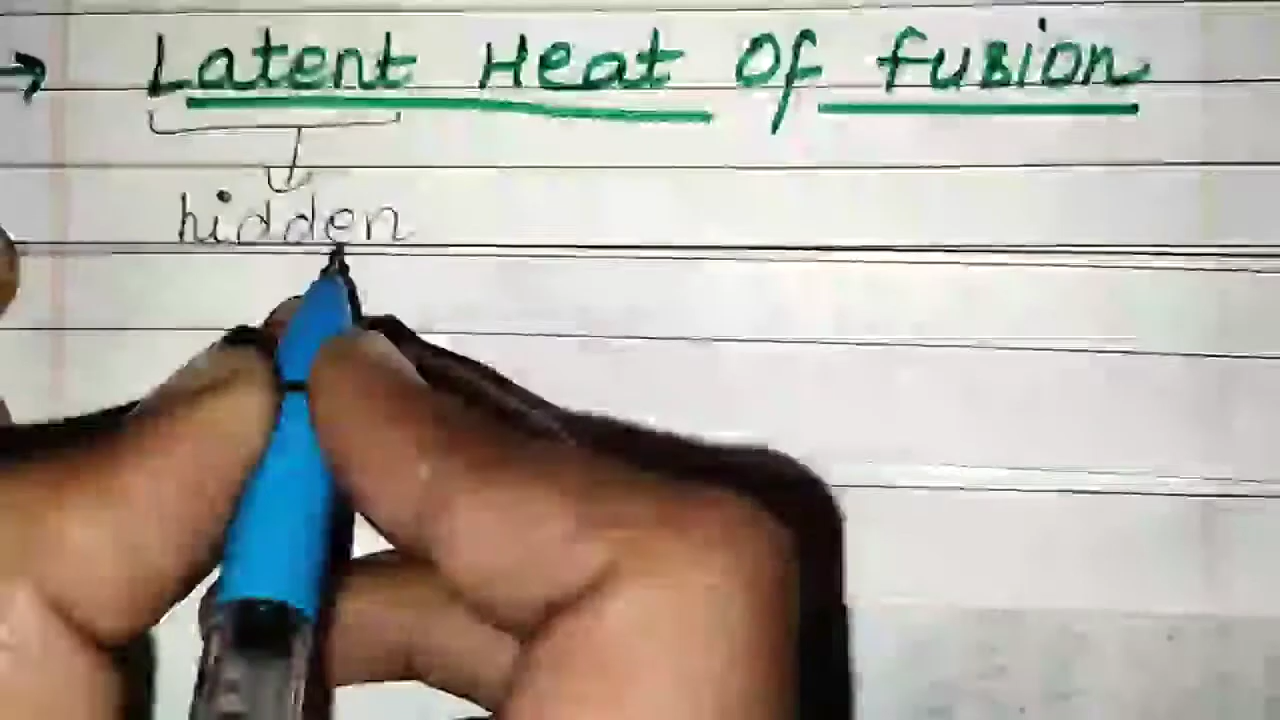 → Latent Heat Of fusion
hidden